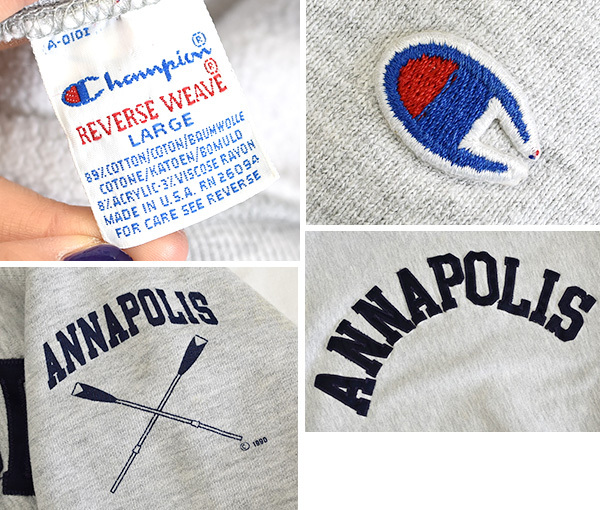 A-0101
Champion®
REVERSE WEAVE®
LARGE
89% COTTON/COTON/BAUMWOLLE
COTONE/KATOEN/BOMULD
8% ACRYLIC-3% VISCOSE RAYON
MADE IN U.S.A. RN 26094
FOR CARE SEE REVERSE
ANNAPOLIS
© 1990
ANNAPOLIS